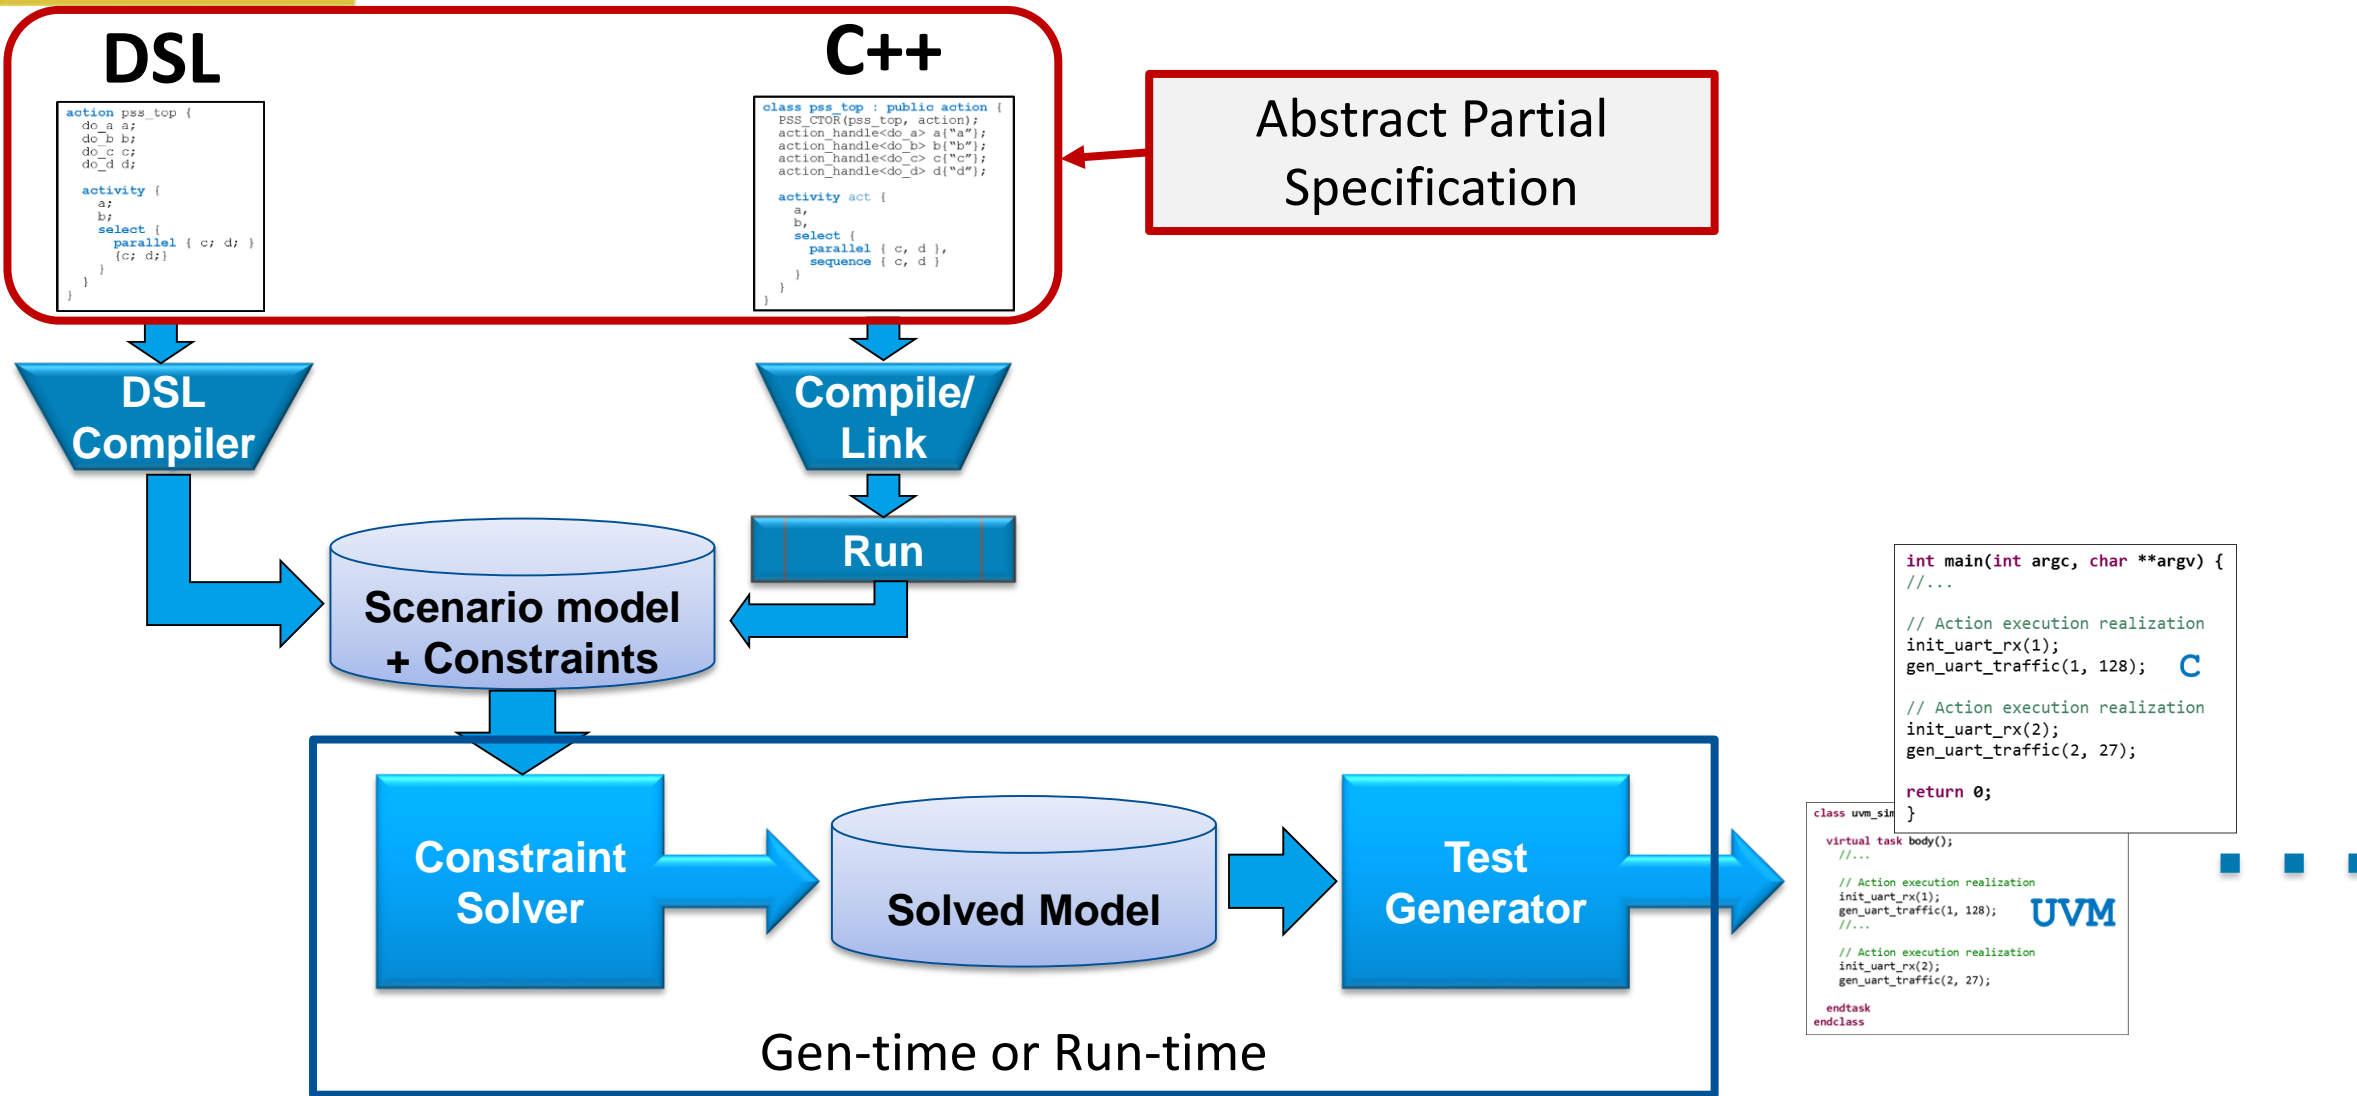 DSL
action pss_top {
do_a a;
do_b b;
do_c c;
do_d d;
activity {
a;
b;
select {
parallel { c; d; }
{c; d;}
}
}
}
C++
class pss_top : public action {
PSS_CTOR(pss_top, action);
action_handle<do_a> a{“a”};
action_handle<do_b> b{“b”};
action_handle<do_c> c{“c”};
action_handle<do_d> d{“d”};
activity act {
a,
b,
select {
parallel { c, d },
sequence { c, d }
}
}
}
Abstract Partial
Specification
DSL
Compiler
Compile/
Link
Run
Scenario model
+ Constraints
Constraint
Solver
Solved Model
Test
Generator
Gen-time or Run-time
int main(int argc, char **argv) {
//...
// Action execution realization
init_uart_rx(1);
gen_uart_traffic(1, 128);
C
// Action execution realization
init_uart_rx(2);
gen_uart_traffic(2, 27);
return 0;
}
class uvm_sim
virtual task body();
//...
// Action execution realization
init_uart_rx(1);
gen_uart_traffic(1, 128);
//...
UVM
// Action execution realization
init_uart_rx(2);
gen_uart_traffic(2, 27);
endtask
endclass